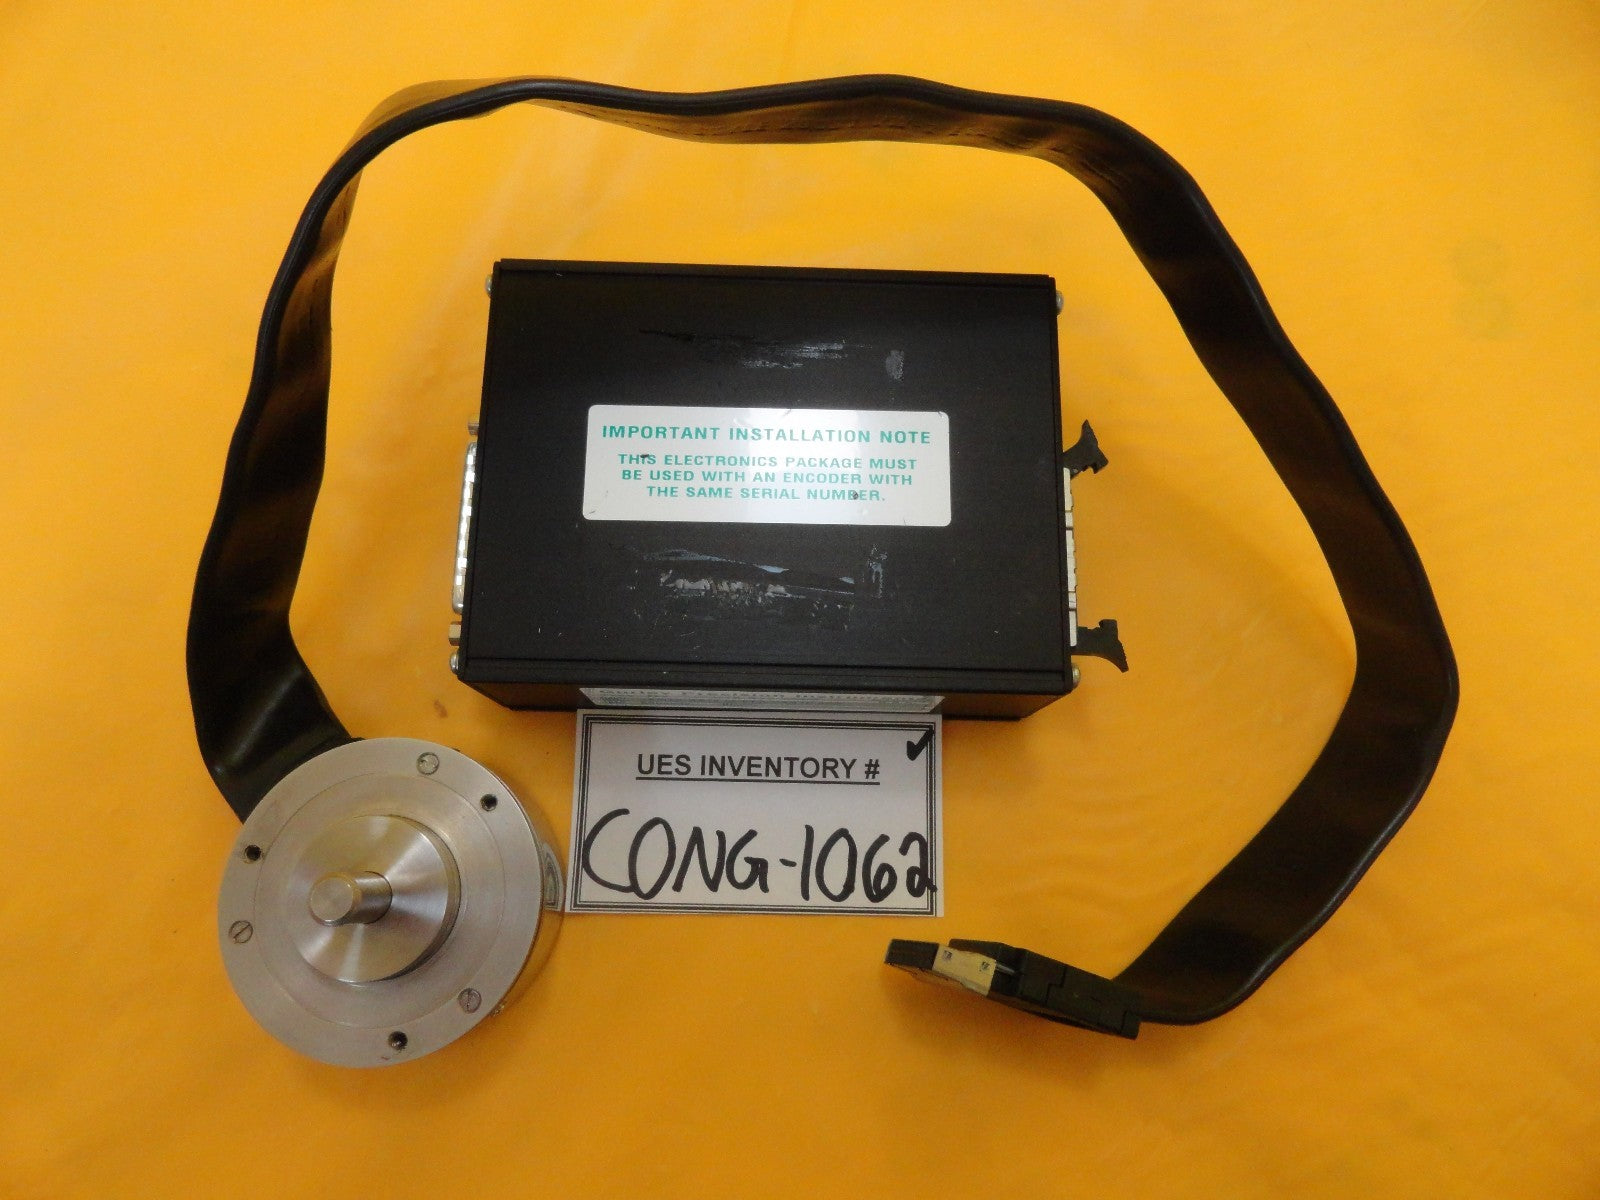 IMPORTANT INSTALLATION NOTE
THIS ELECTRONICS PACKAGE MUST
BE USED WITH AN ENCODER WITH
THE SAME SERIAL NUMBER.
UES INVENTORY #
CONG-1062